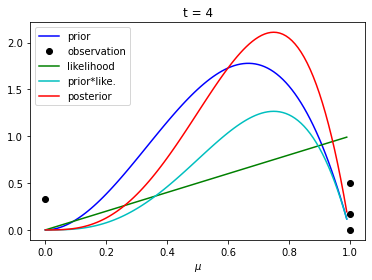 t = 4
prior
observation
likelihood
prior*like.
posterior
2.0
1.5
1.0
0.5
0.0
0.0 0.2 0.4 0.6 0.8 1.0
μ